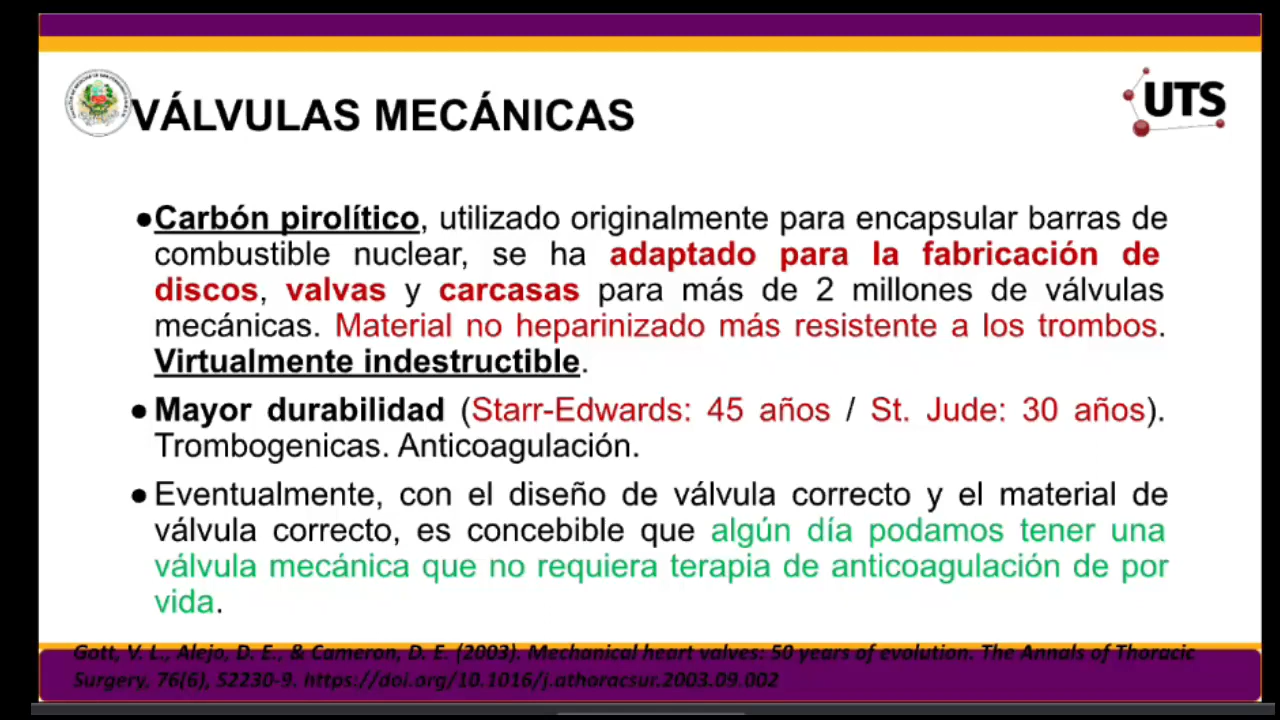 VÁLVULAS MECÁNICAS
UTS
●Carbón pirolítico, utilizado originalmente para encapsular barras de
combustible nuclear, se ha adaptado para la fabricación de
discos, valvas y carcasas para más de 2 millones de válvulas
mecánicas. Material no heparinizado más resistente a los trombos.
Virtualmente indestructible.
●Mayor durabilidad (Starr-Edwards: 45 años / St. Jude: 30 años).
Trombogenicas. Anticoagulación.
●Eventualmente, con el diseño de válvula correcto y el material de
válvula correcto, es concebible que algún día podamos tener una
válvula mecánica que no requiera terapia de anticoagulación de por
vida.
Gott, V. L., Alejo, D. E., & Cameron, D. E. (2003). Mechanical heart valves: 50 years of evolution. The Annals of Thoracic
Surgery, 76(6), S2230-9. https://doi.org/10.1016/j.athoracsur.2003.09.002